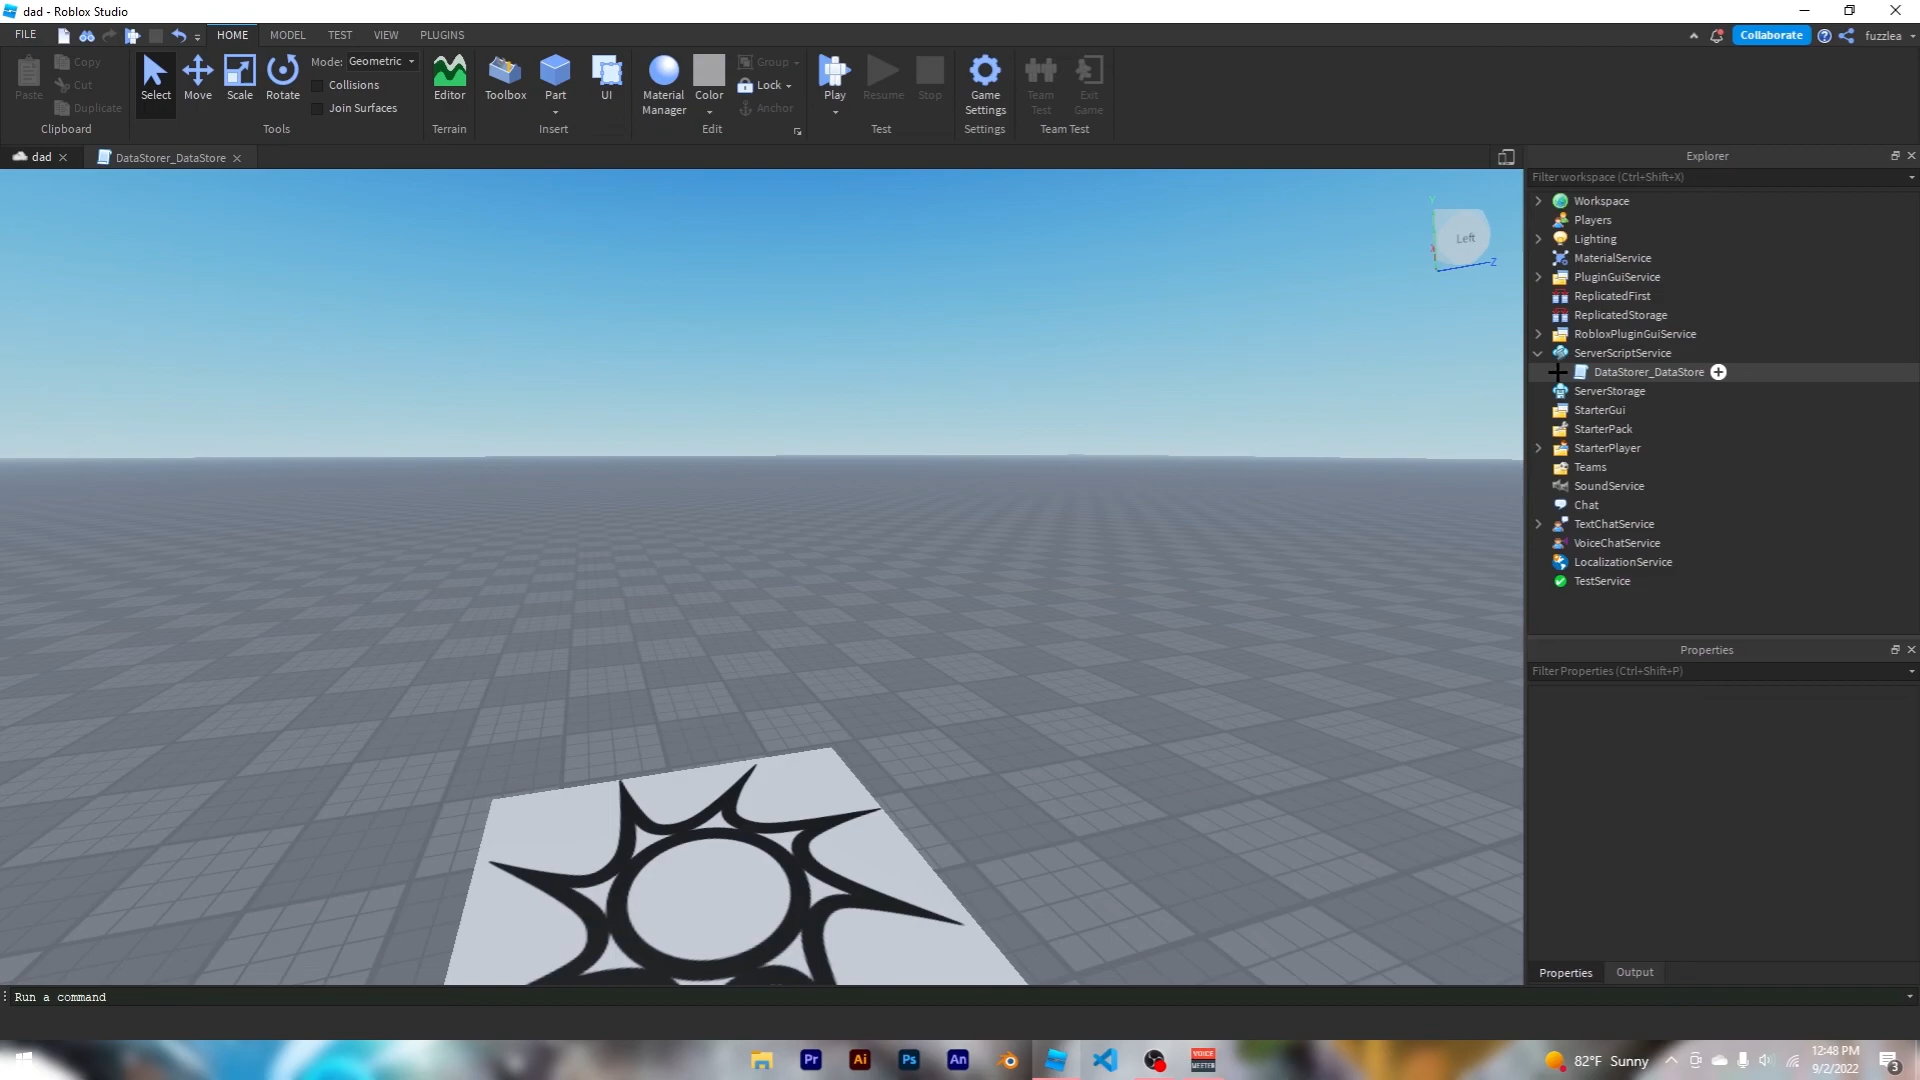 dad - Roblox Studio
FILE HOME MODEL TEST VIEW PLUGINS Collaborate fuzzlea
Paste Copy Cut Duplicate Clipboard
Select Move Scale Rotate Mode: Geometric Collisions Join Surfaces Tools
Editor Terrain
Toolbox Part UI Insert
Material Manager Color Group Lock Anchor Edit
Play Resume Stop Test
Game Settings Settings
Team Test Exit Game Team Test
dad DataStorer_DataStore
Left
Y
X
Z
Explorer
Filter workspace (Ctrl+Shift+X)
Workspace
Players
Lighting
MaterialService
PluginGuiService
ReplicatedFirst
ReplicatedStorage
RobloxPluginGuiService
ServerScriptService
DataStorer_DataStore
ServerStorage
StarterGui
StarterPack
StarterPlayer
Teams
SoundService
Chat
TextChatService
VoiceChatService
LocalizationService
TestService
Properties
Filter Properties (Ctrl+Shift+P)
Properties Output
Run a command
Pr Ai Ps An VOICE MEETER
82°F Sunny
12:48 PM
9/2/2022
3